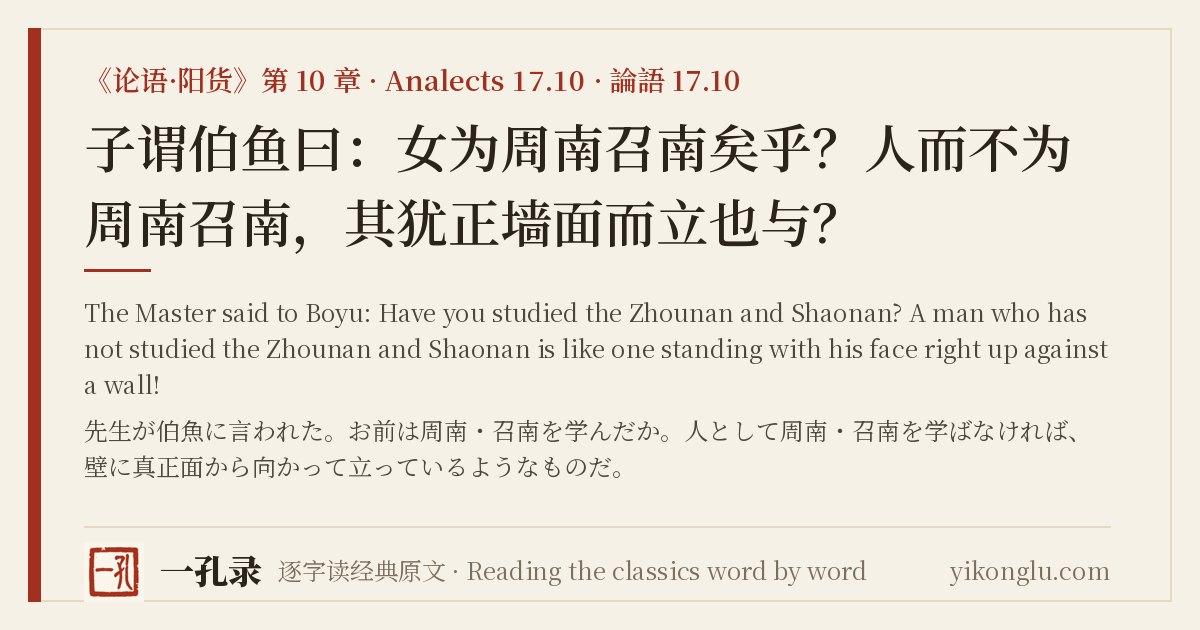 《论语·阳货》第 10 章 · Analects 17.10 · 論語 17.10
子谓伯鱼曰：女为周南召南矣乎？人而不为
周南召南，其犹正墙面而立也与？
The Master said to Boyu: Have you studied the Zhounan and Shaonan? A man who has
not studied the Zhounan and Shaonan is like one standing with his face right up against
a wall!
先生が伯魚に言われた。お前は周南・召南を学んだか。人として周南・召南を学ばなければ、
壁に真正面から向かって立っているようなものだ。
一孔
一孔录 逐字读经典原文 · Reading the classics word by word yikonglu.com